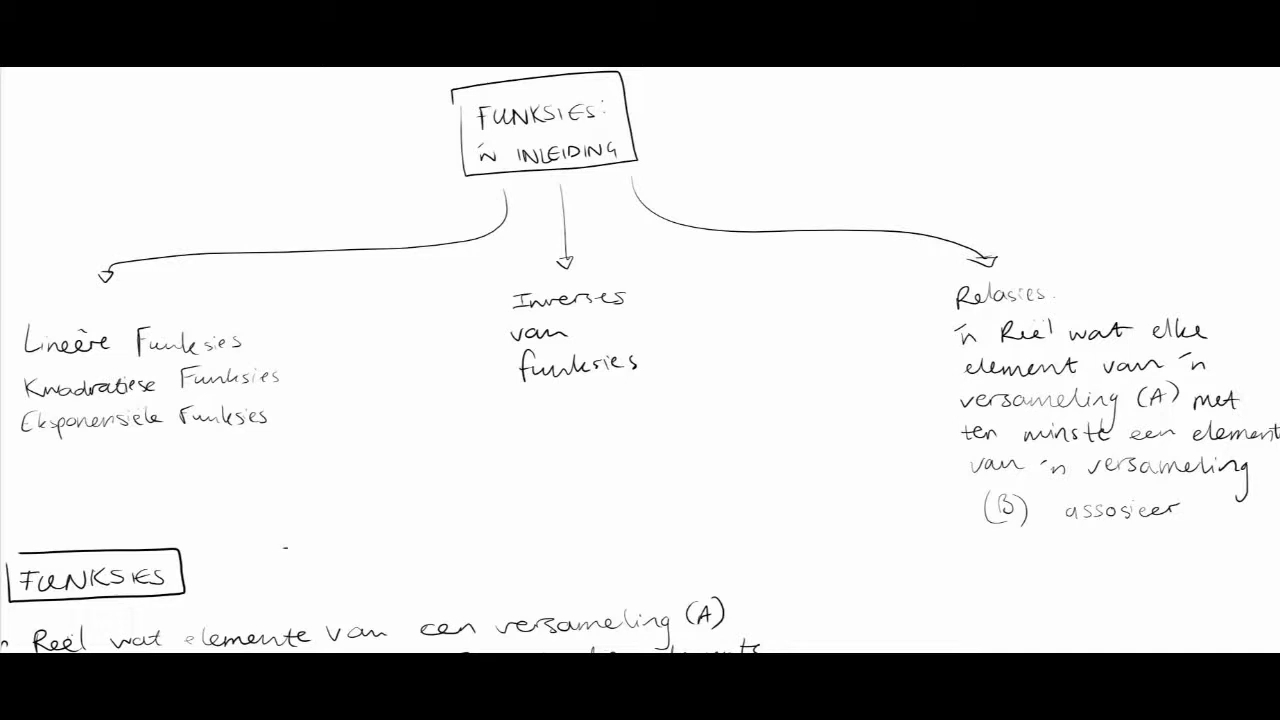 FUNKSIES:
'n INLEIDING
Lineêre Funksies
Kwadratiese Funksies
Eksponensiële Funksies
Inverses
van
funksies
Relasies.
'n Reël wat elke
element van 'n
versameling (A) met
ten minste een element
van 'n versameling
(B) assosieer
FUNKSIES
Reël wat elemente van een versameling (A)